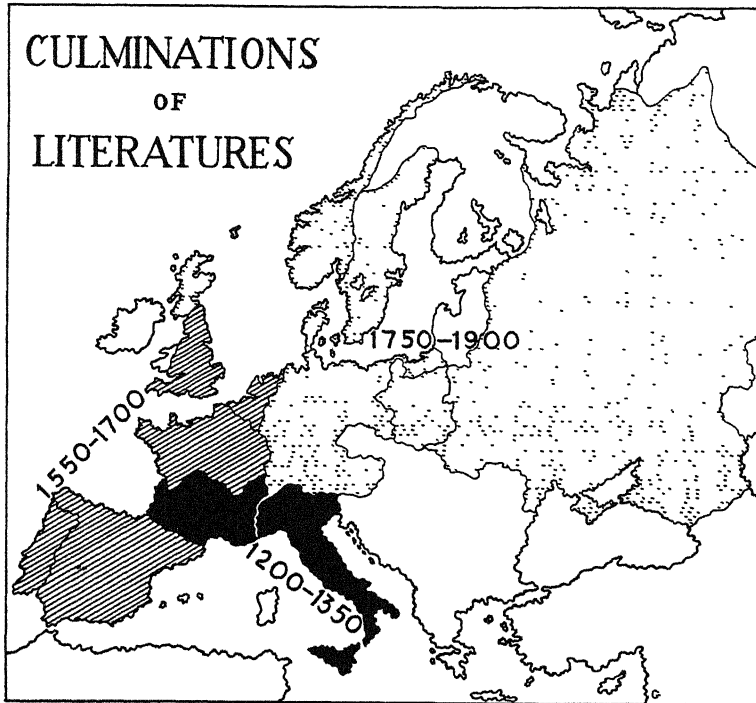 CULMINATIONS
OF
LITERATURES
1750-1900
1550-1700
1200-1350
G